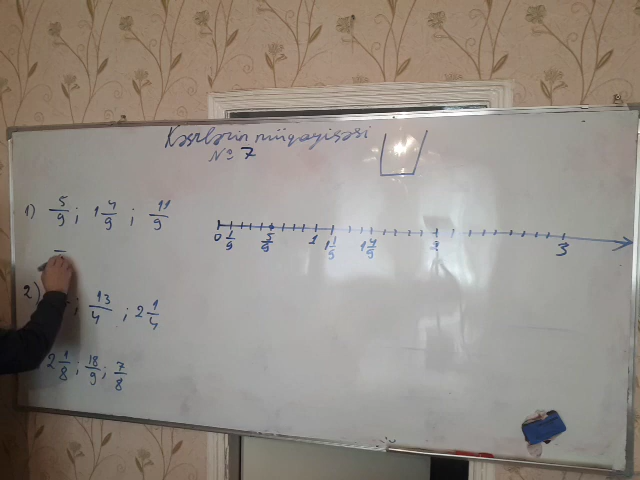 Kəsrlərin müqayisəsi
№ 7
1) 5/9 ; 1 4/9 ; 11/9
0 1/9 5/9 1 1 1/9 1 4/9 2 3
2) ; 13/4 ; 2 1/4
2 1/8 ; 18/9 ; 7/8